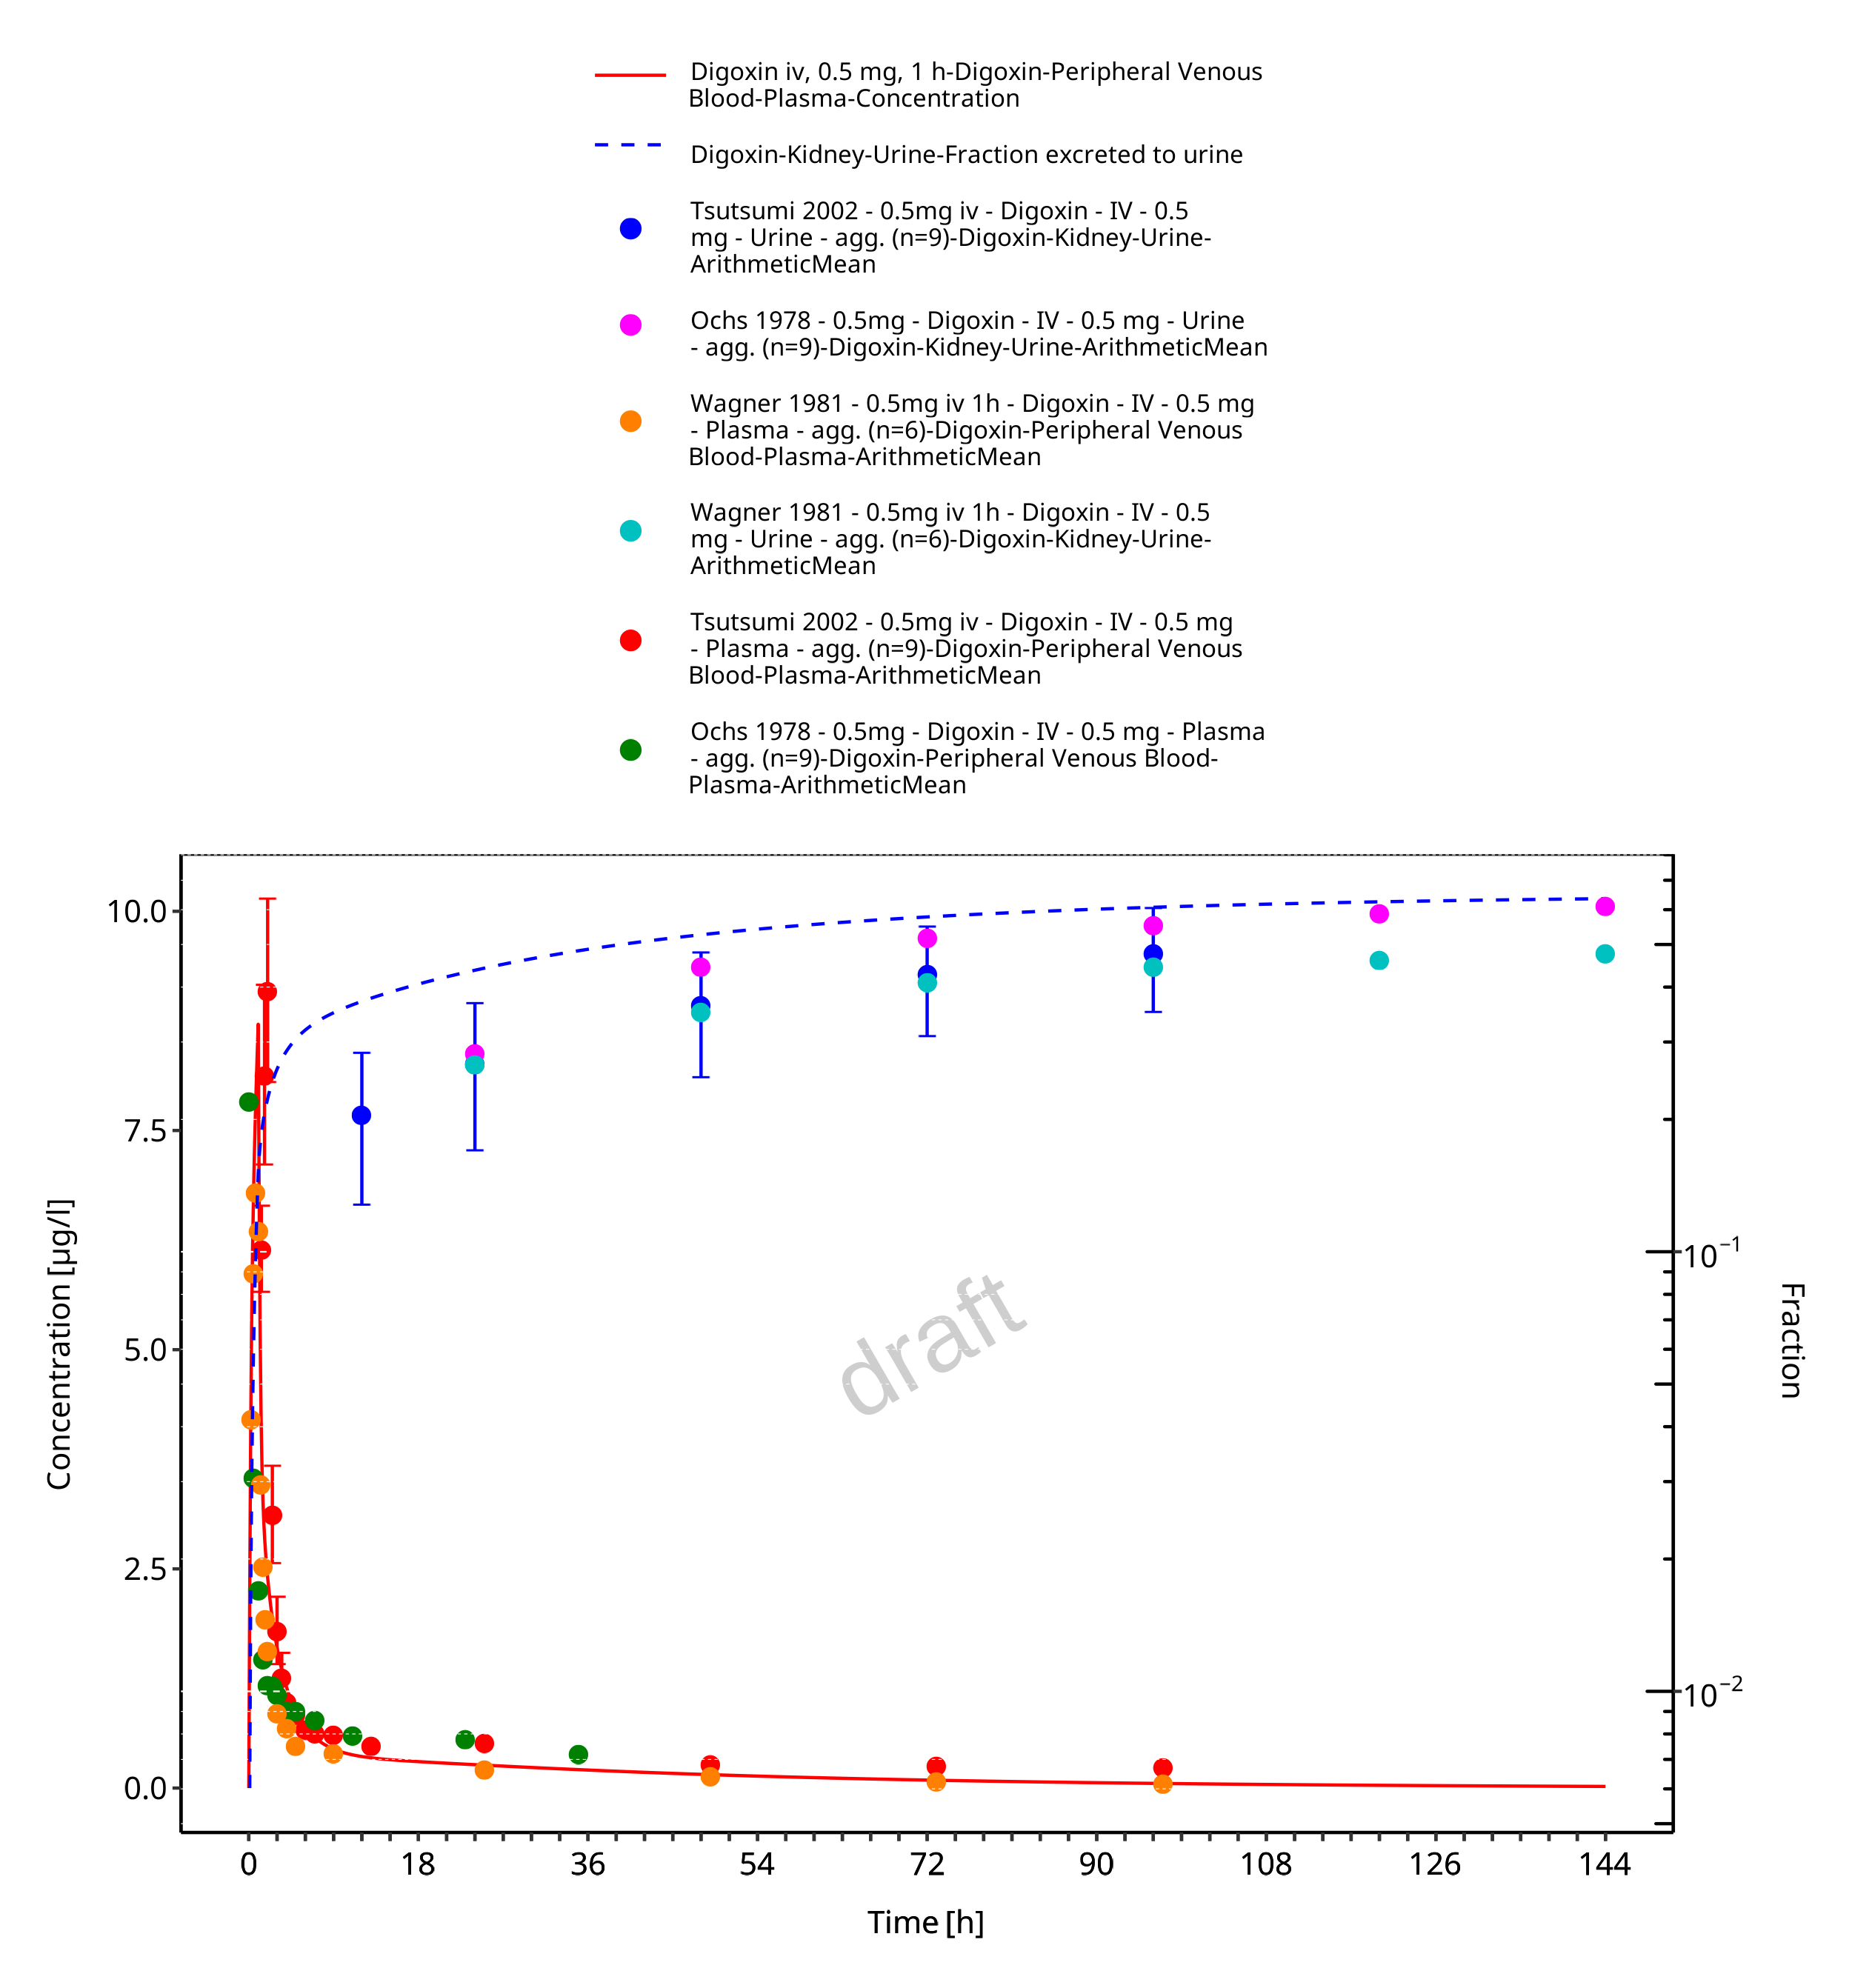 Digoxin iv, 0.5 mg, 1 h-Digoxin-Peripheral Venous
Blood-Plasma-Concentration
Digoxin-Kidney-Urine-Fraction excreted to urine
Tsutsumi 2002 - 0.5mg iv - Digoxin - IV - 0.5
mg - Urine - agg. (n=9)-Digoxin-Kidney-Urine-
ArithmeticMean
Ochs 1978 - 0.5mg - Digoxin - IV - 0.5 mg - Urine
- agg. (n=9)-Digoxin-Kidney-Urine-ArithmeticMean
Wagner 1981 - 0.5mg iv 1h - Digoxin - IV - 0.5 mg
- Plasma - agg. (n=6)-Digoxin-Peripheral Venous
Blood-Plasma-ArithmeticMean
Wagner 1981 - 0.5mg iv 1h - Digoxin - IV - 0.5
mg - Urine - agg. (n=6)-Digoxin-Kidney-Urine-
ArithmeticMean
Tsutsumi 2002 - 0.5mg iv - Digoxin - IV - 0.5 mg
- Plasma - agg. (n=9)-Digoxin-Peripheral Venous
Blood-Plasma-ArithmeticMean
Ochs 1978 - 0.5mg - Digoxin - IV - 0.5 mg - Plasma
- agg. (n=9)-Digoxin-Peripheral Venous Blood-
Plasma-ArithmeticMean
Concentration [µg/l]
10.0
7.5
5.0
2.5
0.0
draft
10⁻¹
10⁻²
Fraction
0 18 36 54 72 90 108 126 144
Time [h]